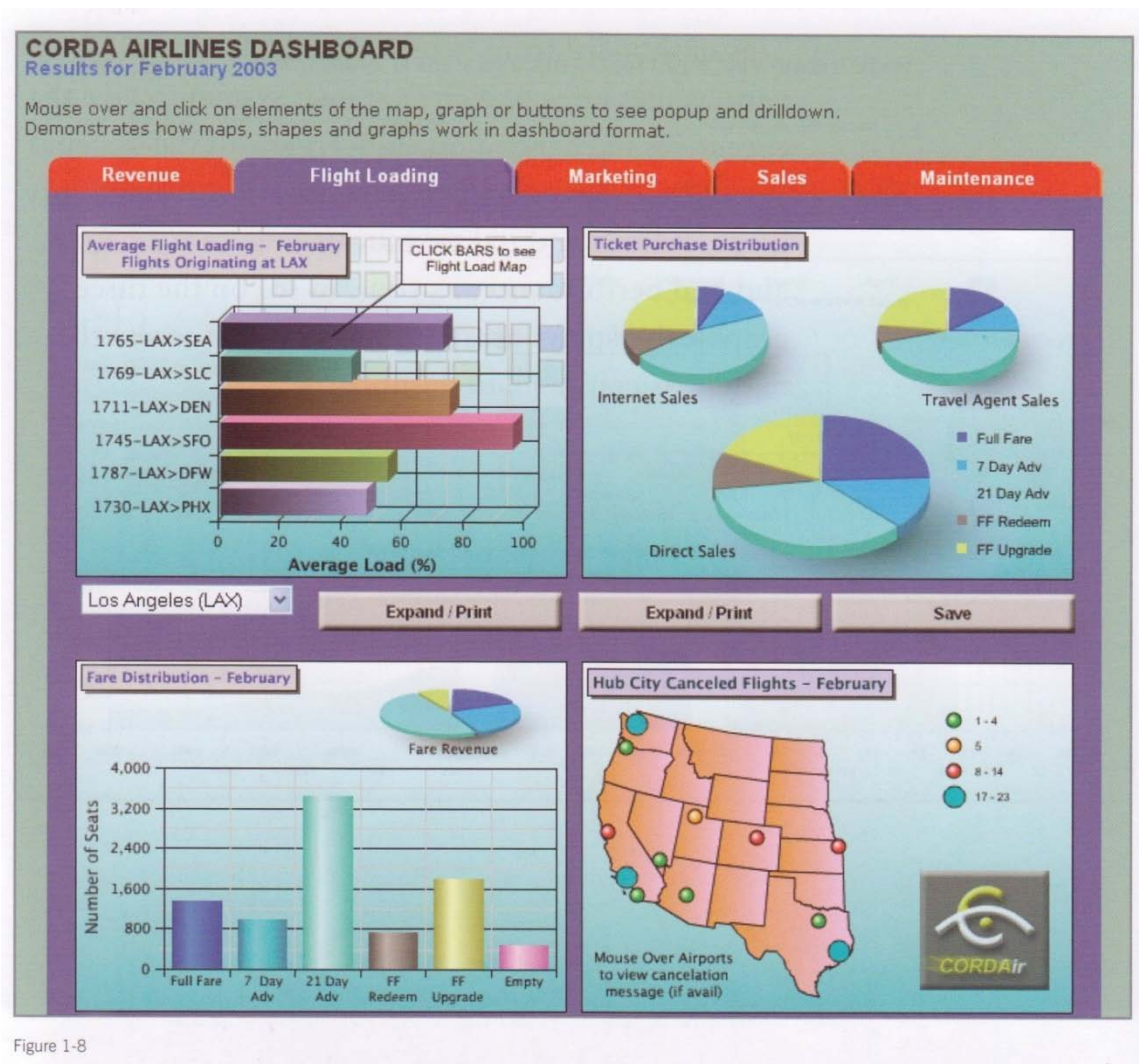 CORDA AIRLINES DASHBOARD
Results for February 2003
Mouse over and click on elements of the map, graph or buttons to see popup and drilldown.
Demonstrates how maps, shapes and graphs work in dashboard format.
Revenue
Flight Loading
Marketing
Sales
Maintenance
Average Flight Loading - February
Flights Originating at LAX
CLICK BARS to see
Flight Load Map
1765-LAX>SEA
1769-LAX>SLC
1711-LAX>DEN
1745-LAX>SFO
1787-LAX>DFW
1730-LAX>PHX
0 20 40 60 80 100
Average Load (%)
Ticket Purchase Distribution
Internet Sales
Travel Agent Sales
Direct Sales
Full Fare
7 Day Adv
21 Day Adv
FF Redeem
FF Upgrade
Los Angeles (LAX)
Expand / Print
Expand / Print
Save
Fare Distribution - February
Fare Revenue
Number of Seats
4,000
3,200
2,400
1,600
800
0
Full Fare
7 Day
Adv
21 Day
Adv
FF
Redeem
FF
Upgrade
Empty
Hub City Canceled Flights - February
1 - 4
5
8 - 14
17 - 23
Mouse Over Airports
to view cancelation
message (if avail)
CORDAir
Figure 1-8